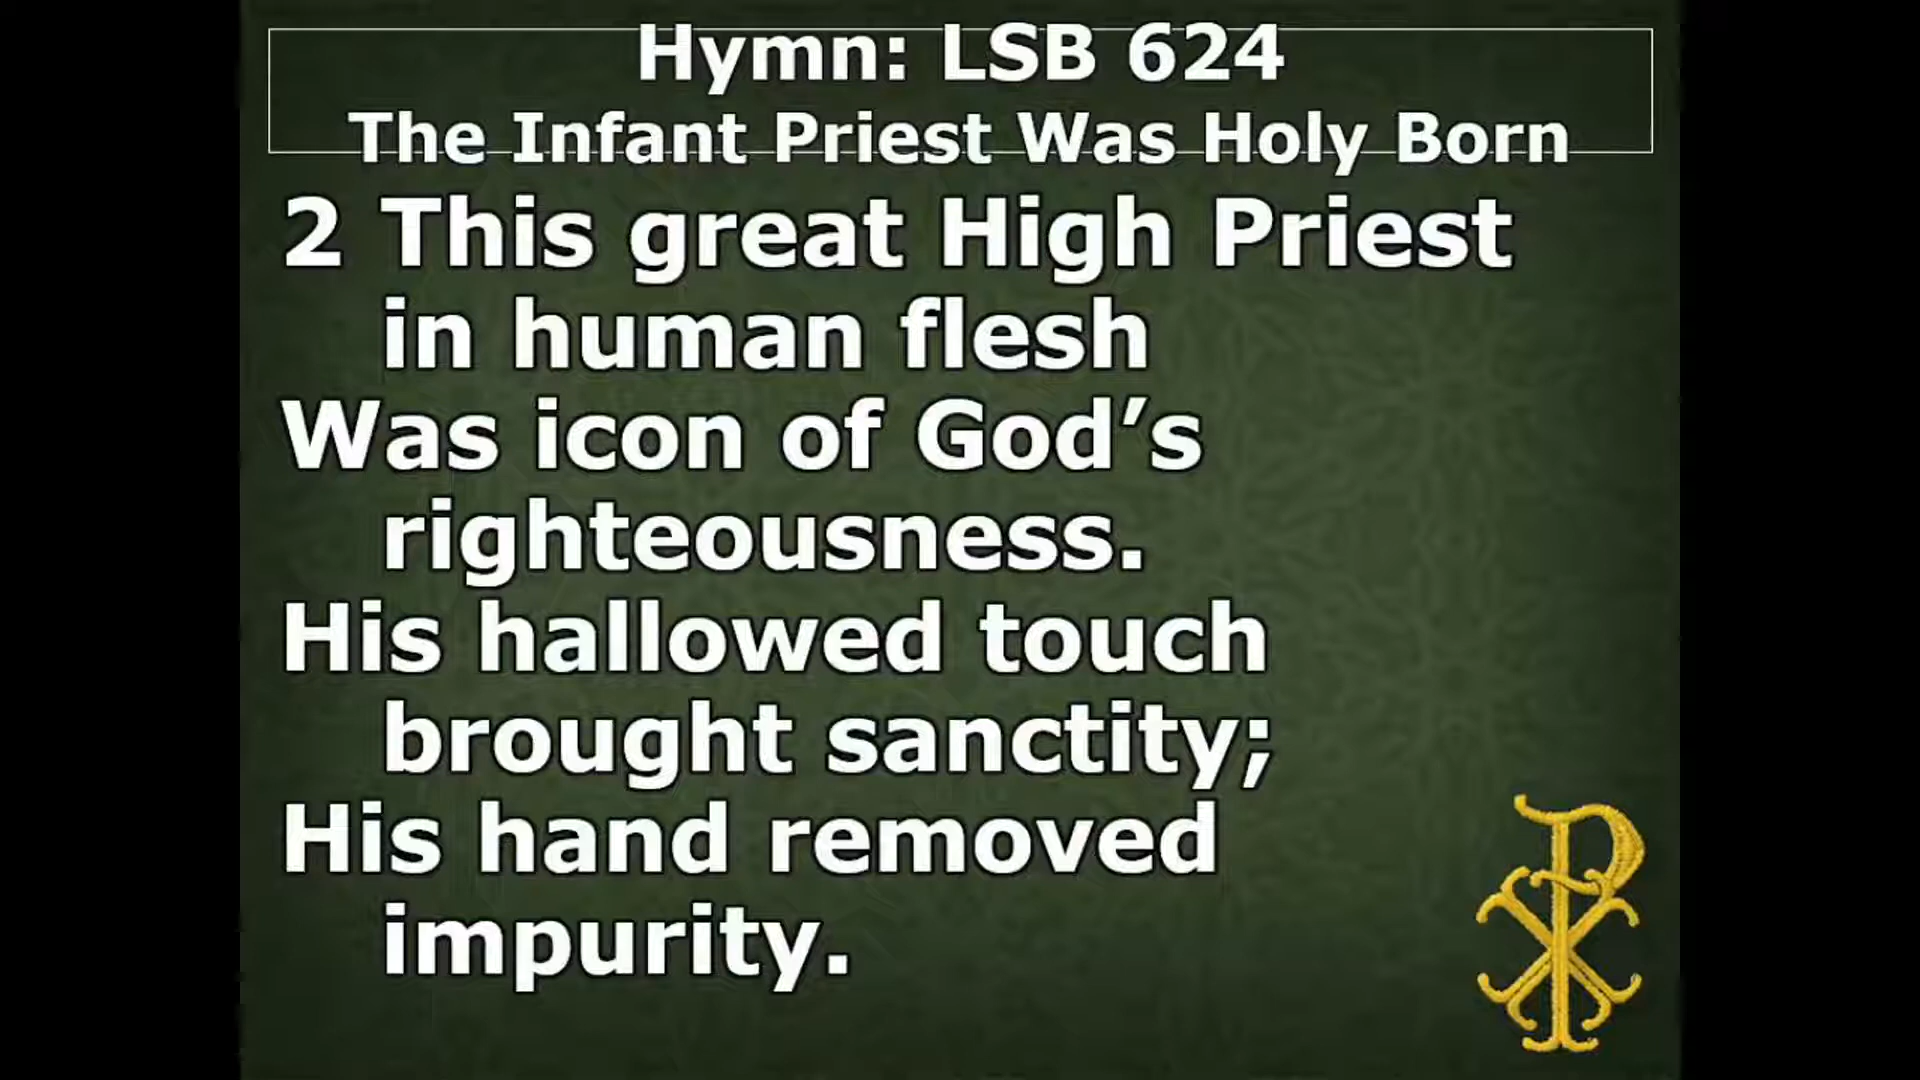 Hymn: LSB 624
The Infant Priest Was Holy Born
2 This great High Priest
in human flesh
Was icon of God’s
righteousness.
His hallowed touch
brought sanctity;
His hand removed
impurity.